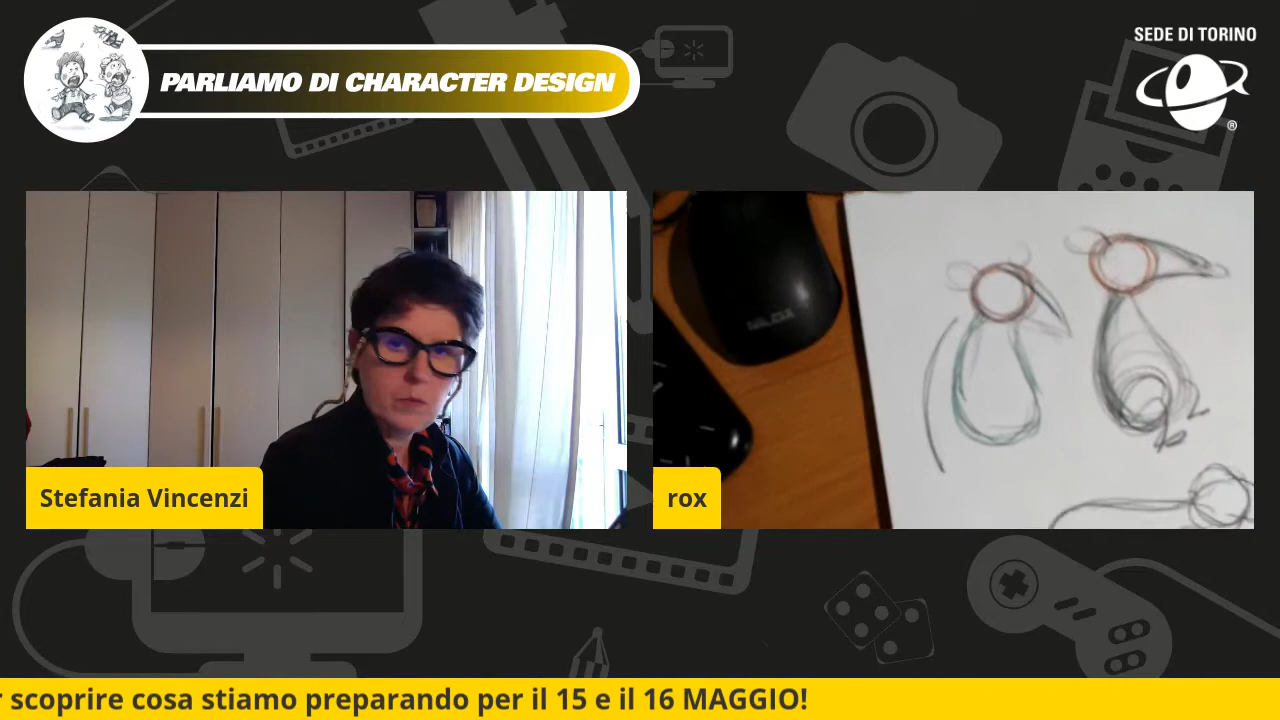 SEDE DI TORINO
PARLIAMO DI CHARACTER DESIGN
®
Stefania Vincenzi
rox
scoprire cosa stiamo preparando per il 15 e il 16 MAGGIO!